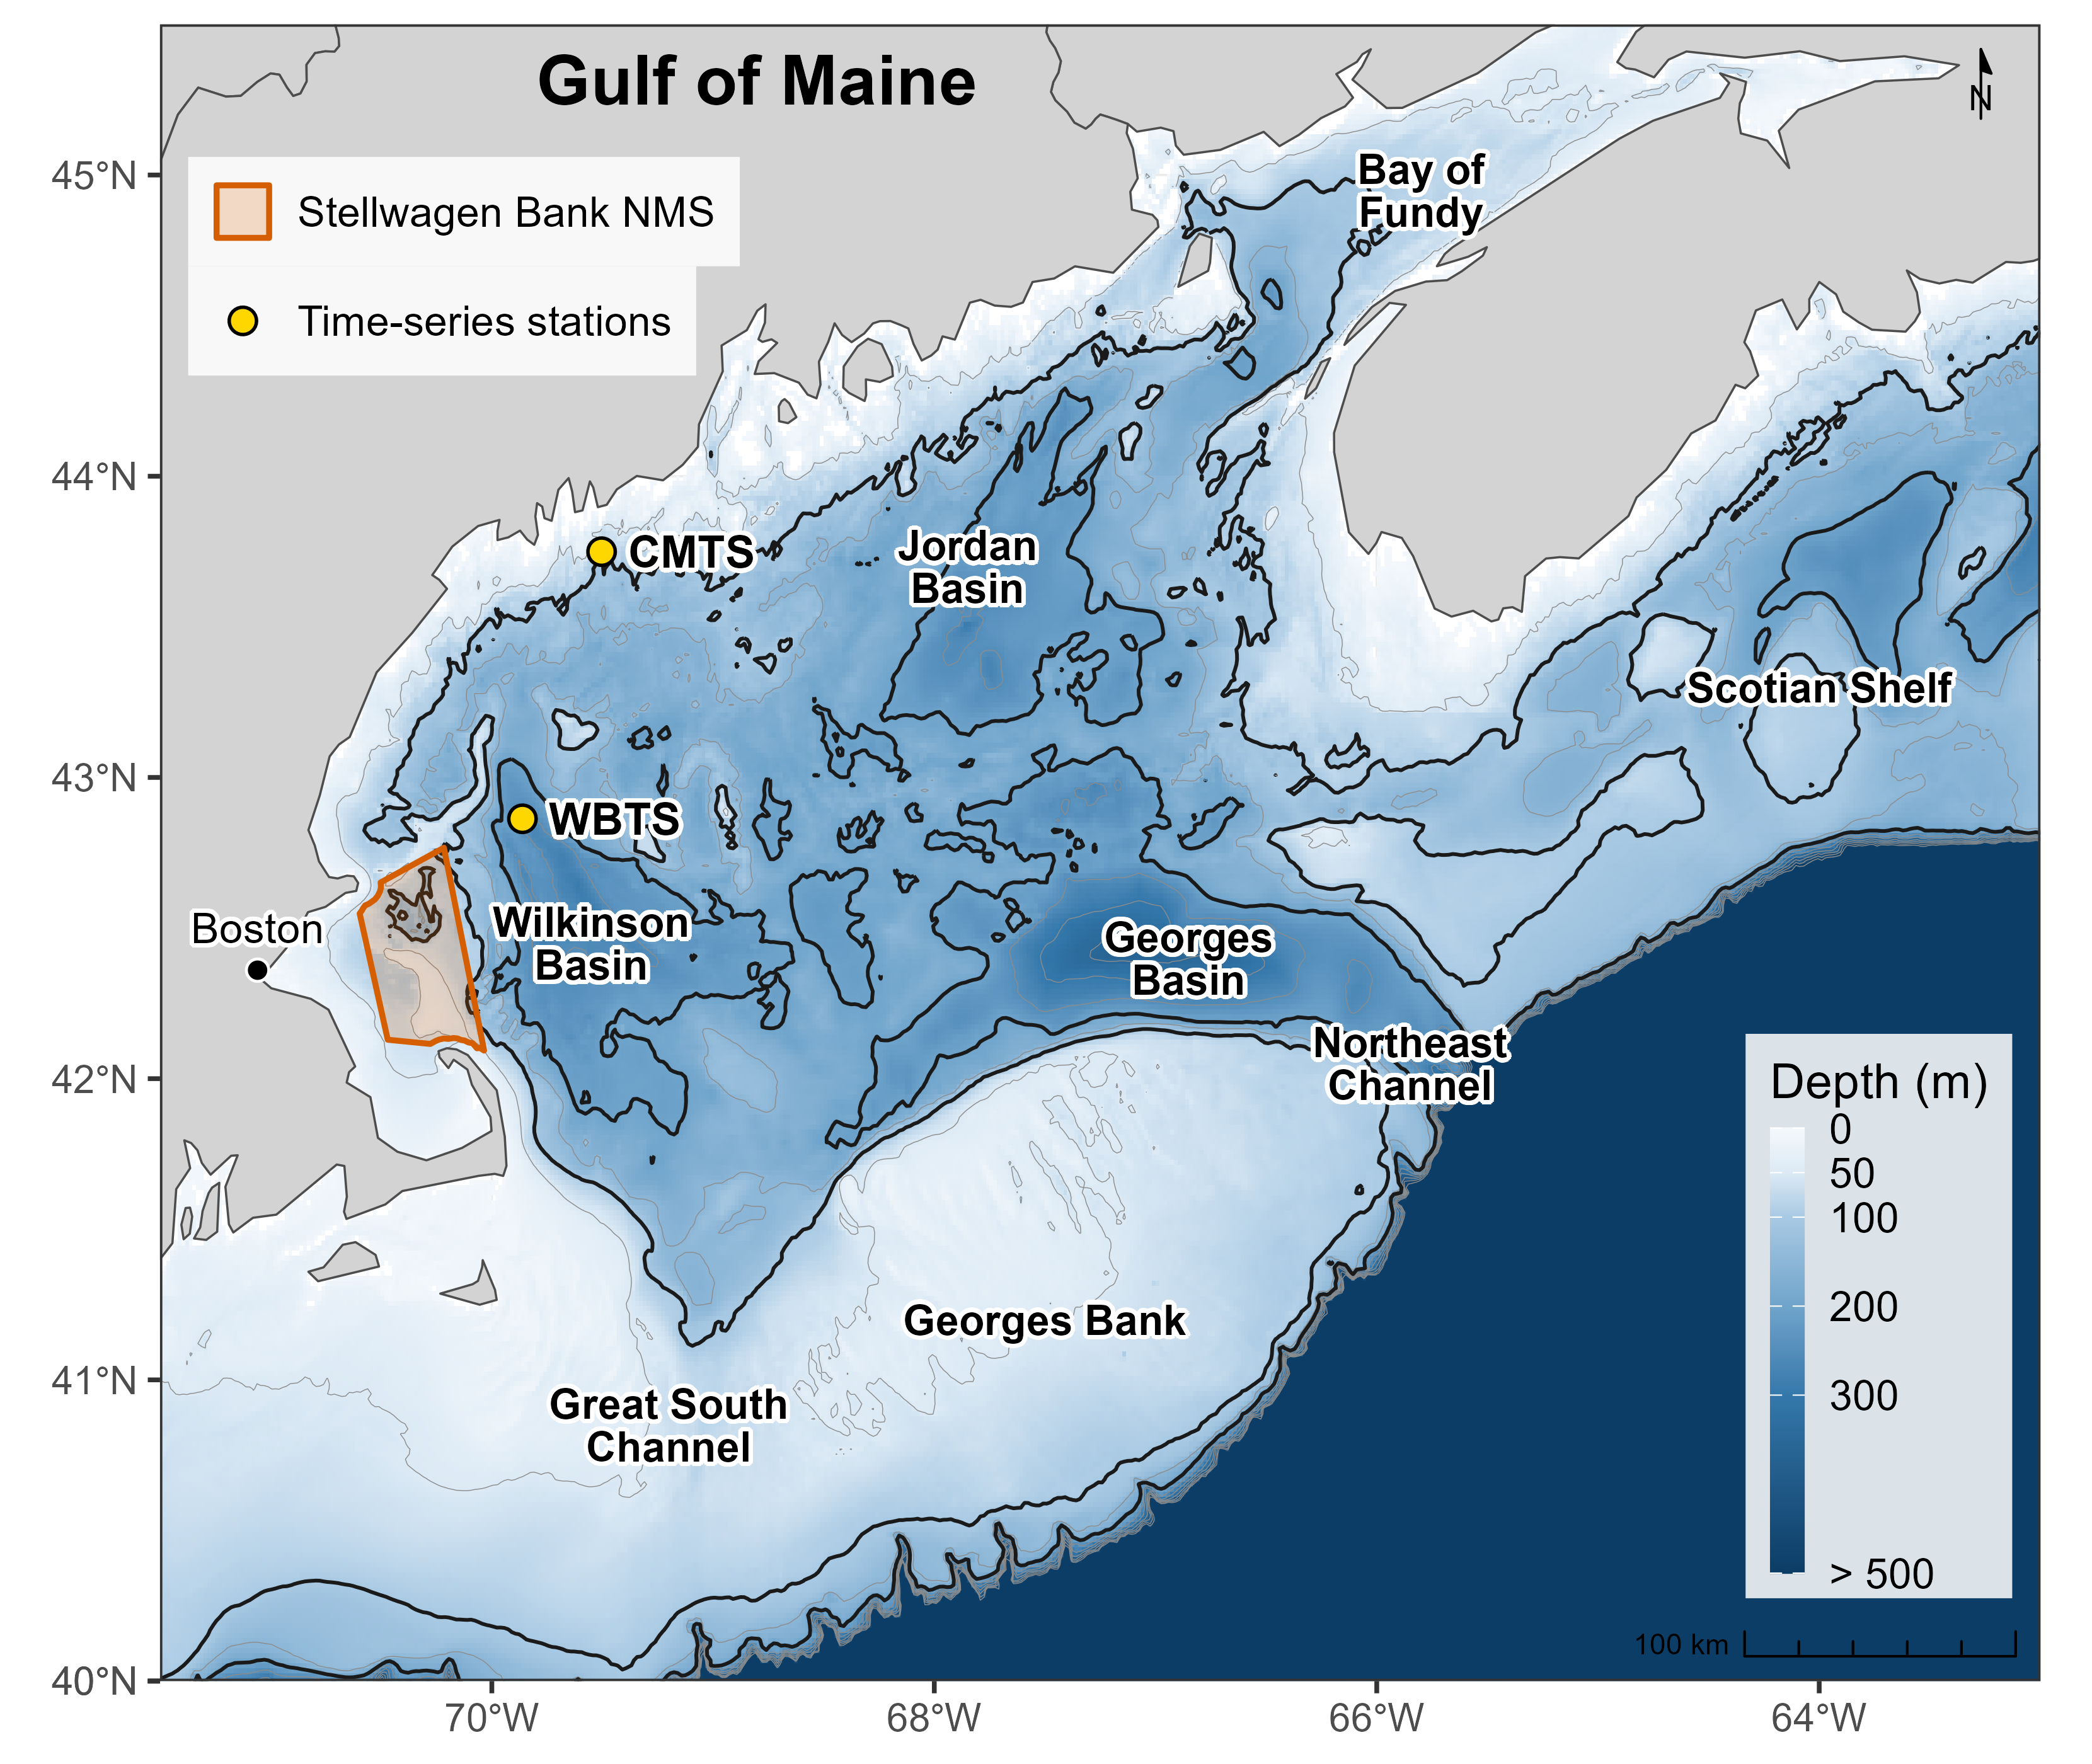 Gulf of Maine
N
45°N
44°N
43°N
42°N
41°N
40°N
Stellwagen Bank NMS
Time-series stations
Bay of
Fundy
CMTS
Jordan
Basin
Scotian Shelf
WBTS
Boston
Wilkinson
Basin
Georges
Basin
Northeast
Channel
Georges Bank
Great South
Channel
Depth (m)
0
50
100
200
300
> 500
100 km
70°W
68°W
66°W
64°W